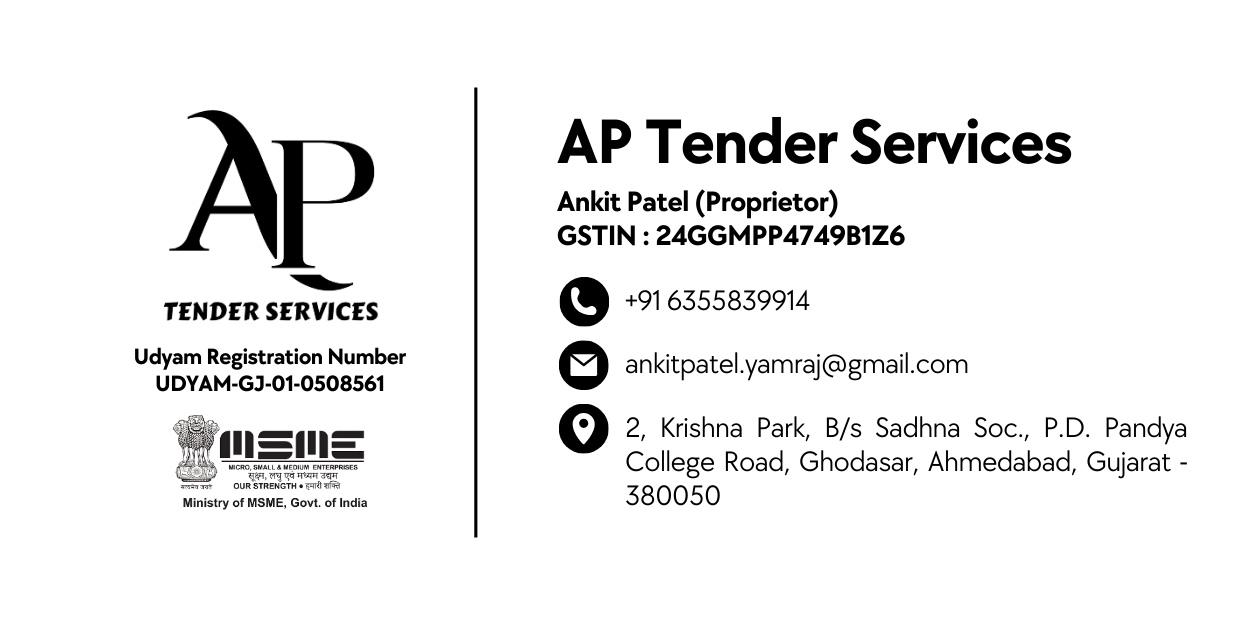 AP
TENDER SERVICES
Udyam Registration Number
UDYAM-GJ-01-0508561
MSME
MICRO, SMALL & MEDIUM ENTERPRISES
सूक्ष्म, लघु एवं मध्यम उद्यम
OUR STRENGTH • हमारी शक्ति
सत्यमेव जयते
Ministry of MSME, Govt. of India
AP Tender Services
Ankit Patel (Proprietor)
GSTIN : 24GGMPP4749B1Z6
+91 6355839914
ankitpatel.yamraj@gmail.com
2, Krishna Park, B/s Sadhna Soc., P.D. Pandya
College Road, Ghodasar, Ahmedabad, Gujarat -
380050